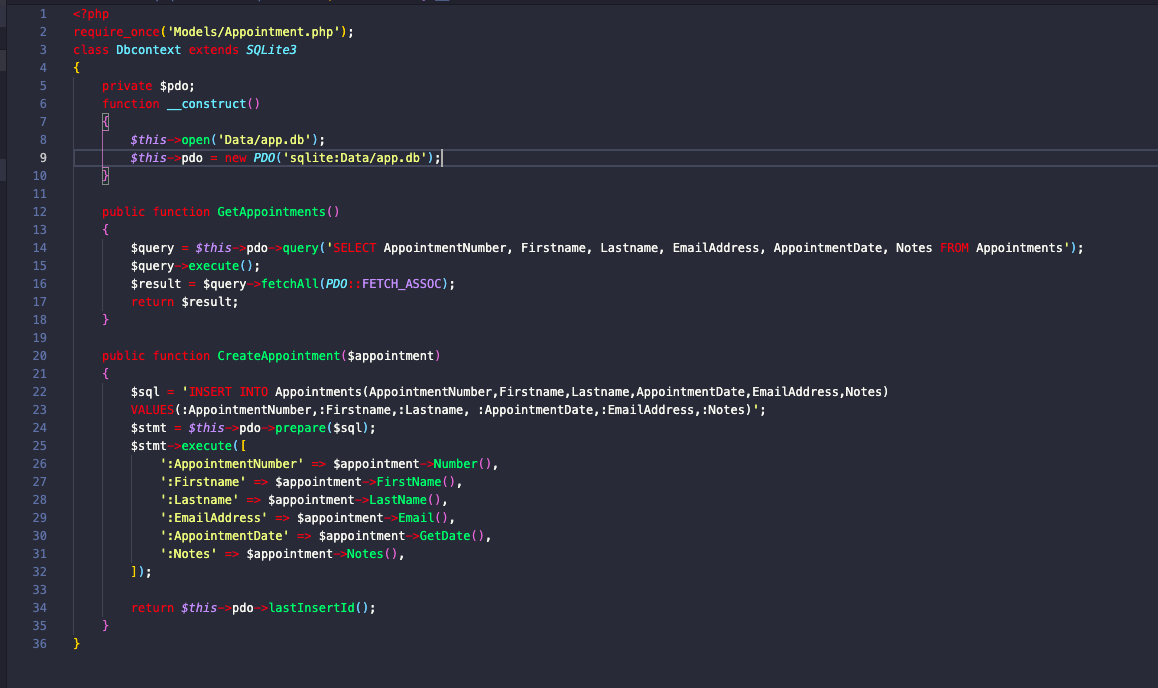 1 <?php
2 require_once('Models/Appointment.php');
3 class Dbcontext extends SQLite3
4 {
5     private $pdo;
6     function __construct()
7     {
8         $this->open('Data/app.db');
9         $this->pdo = new PDO('sqlite:Data/app.db');
10     }
11
12     public function GetAppointments()
13     {
14         $query = $this->pdo->query('SELECT AppointmentNumber, Firstname, Lastname, EmailAddress, AppointmentDate, Notes FROM Appointments');
15         $query->execute();
16         $result = $query->fetchAll(PDO::FETCH_ASSOC);
17         return $result;
18     }
19
20     public function CreateAppointment($appointment)
21     {
22         $sql = 'INSERT INTO Appointments(AppointmentNumber,Firstname,Lastname,AppointmentDate,EmailAddress,Notes)
23         VALUES(:AppointmentNumber,:Firstname,:Lastname, :AppointmentDate,:EmailAddress,:Notes)';
24         $stmt = $this->pdo->prepare($sql);
25         $stmt->execute([
26             ':AppointmentNumber' => $appointment->Number(),
27             ':Firstname' => $appointment->FirstName(),
28             ':Lastname' => $appointment->LastName(),
29             ':EmailAddress' => $appointment->Email(),
30             ':AppointmentDate' => $appointment->GetDate(),
31             ':Notes' => $appointment->Notes(),
32         ]);
33
34         return $this->pdo->lastInsertId();
35     }
36 }